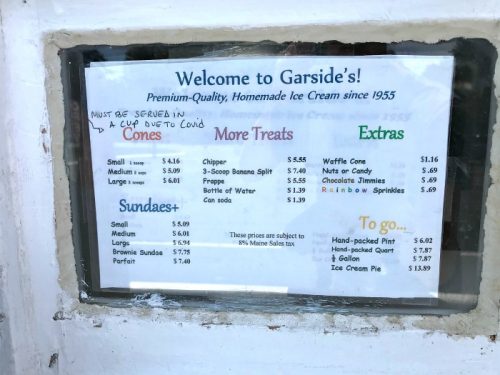 Welcome to Garside's!
Premium-Quality, Homemade Ice Cream since 1955
MUST BE SERVED IN
A CUP DUE TO Covid
Cones
Small 1 scoop $ 4.16
Medium 2 scps $ 5.09
Large 3 scoops $ 6.01
More Treats
Chipper $ 5.55
3-Scoop Banana Split $ 7.40
Frappe $ 5.55
Bottle of Water $ 1.39
Can soda $ 1.39
Extras
Waffle Cone $1.16
Nuts or Candy $ .69
Chocolate Jimmies $ .69
Rainbow Sprinkles $ .69
Sundaes+
Small $ 5.09
Medium $ 6.01
Large $ 6.94
Brownie Sundae $ 7.75
Parfait $ 7.40
These prices are subject to
8% Maine Sales tax
To go...
Hand-packed Pint $ 6.02
Hand-packed Quart $ 7.87
½ Gallon $ 7.87
Ice Cream Pie $ 13.89